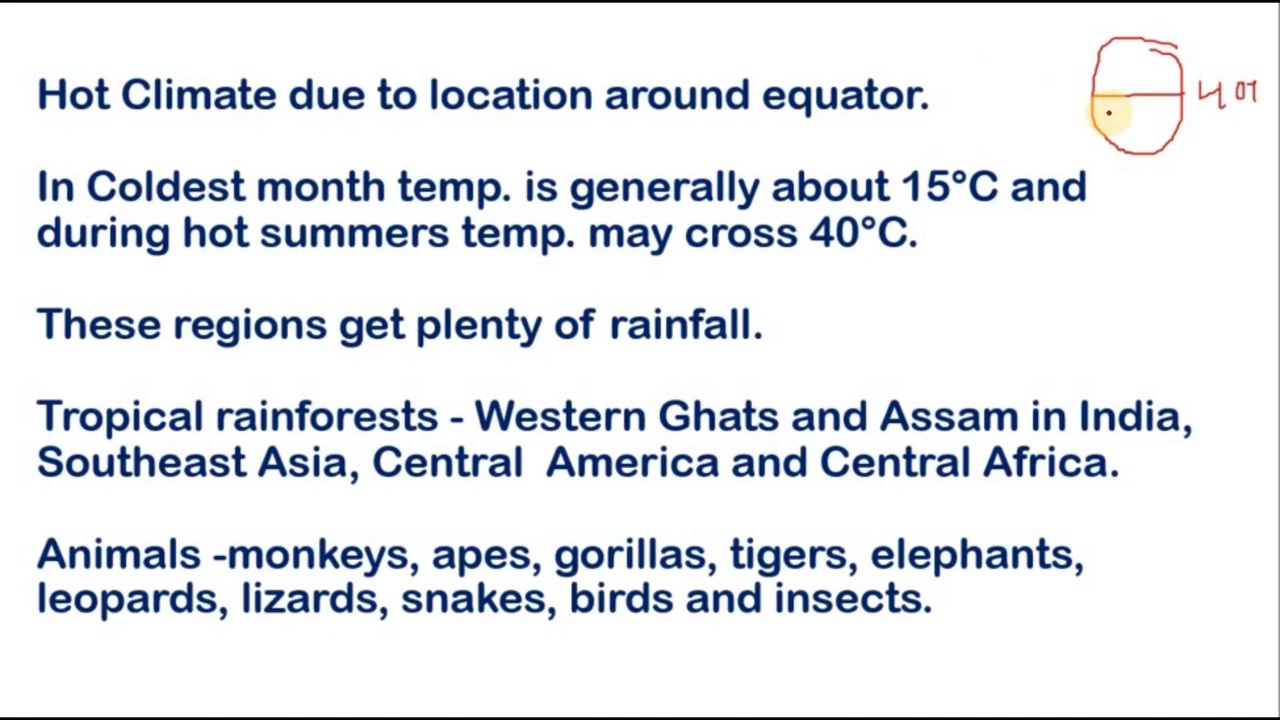 Hot Climate due to location around equator.
In Coldest month temp. is generally about 15°C and
during hot summers temp. may cross 40°C.
These regions get plenty of rainfall.
Tropical rainforests - Western Ghats and Assam in India,
Southeast Asia, Central America and Central Africa.
Animals -monkeys, apes, gorillas, tigers, elephants,
leopards, lizards, snakes, birds and insects.